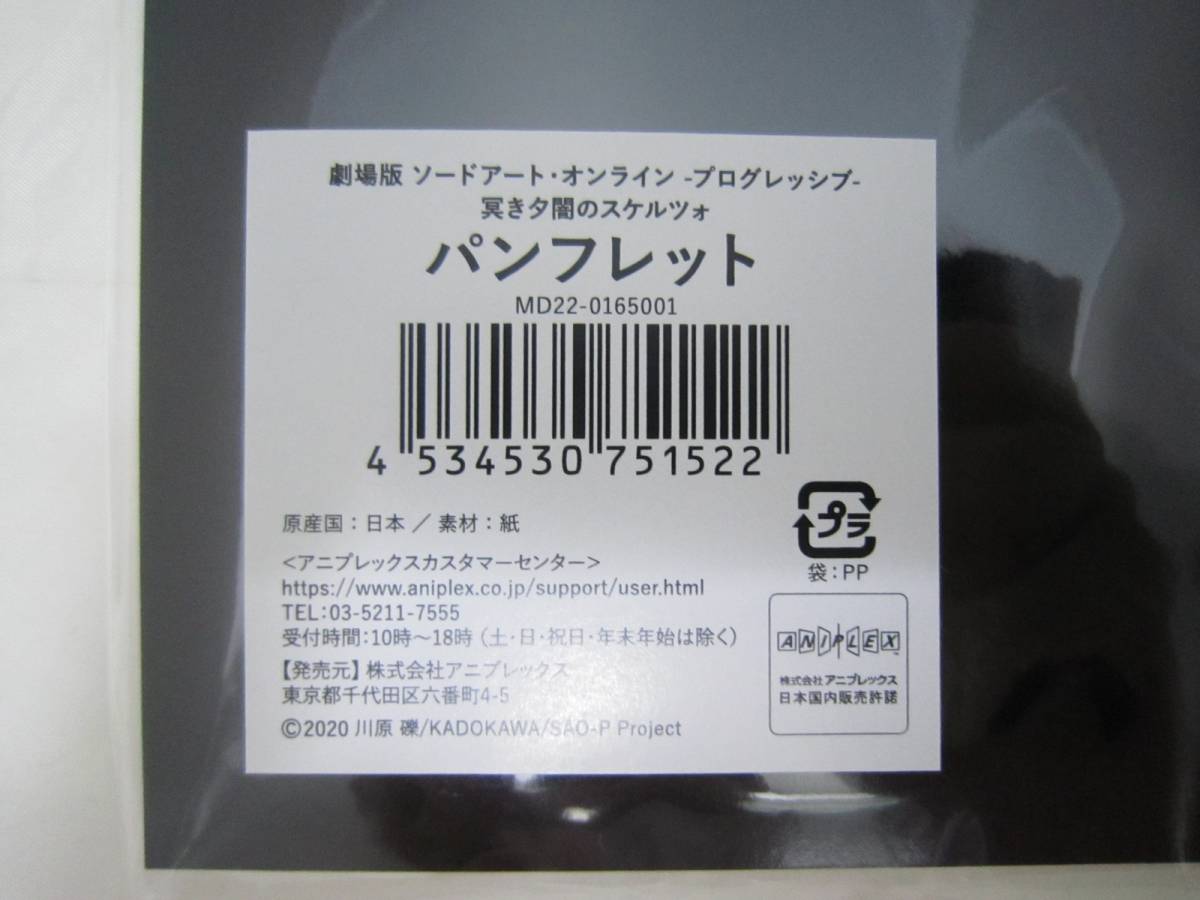 劇場版 ソードアート・オンライン -プログレッシブ-
冥き夕闇のスケルツォ
パンフレット
MD22-0165001
4 534530 751522
原産国：日本 ／ 素材：紙
プラ
袋：PP
<アニプレックスカスタマーセンター>
https://www.aniplex.co.jp/support/user.html
TEL：03-5211-7555
受付時間：10時～18時（土・日・祝日・年末年始は除く）
【発売元】株式会社アニプレックス
東京都千代田区六番町4-5
©2020 川原 礫/KADOKAWA/SAO-P Project
ANIPLEX™
株式会社 アニプレックス
日本国内販売許諾